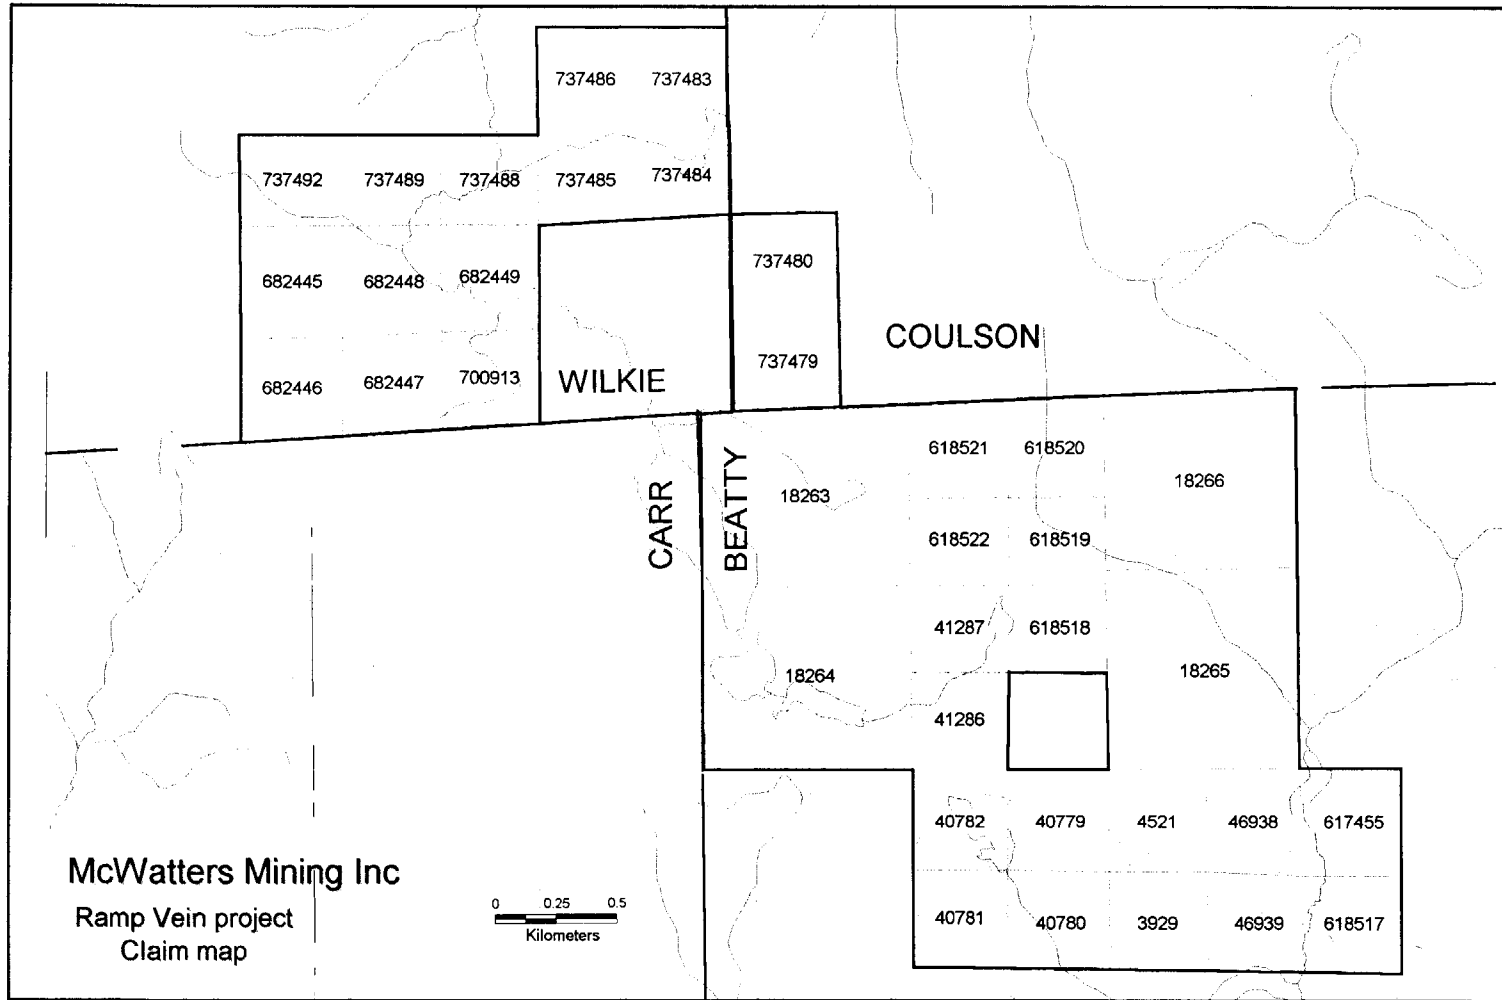 737486 737483
737492 737489 737488 737485 737484
737480
682445 682448 682449
COULSON
737479
682446 682447 700913 WILKIE
618521 618520
18266
18263
CARR
BEATTY
618522 618519
41287 618518
18264
18265
41286
40782 40779 4521 46938 617455
McWatters Mining Inc
Ramp Vein project
Claim map
0 0.25 0.5
Kilometers
40781 40780 3929 46939 618517